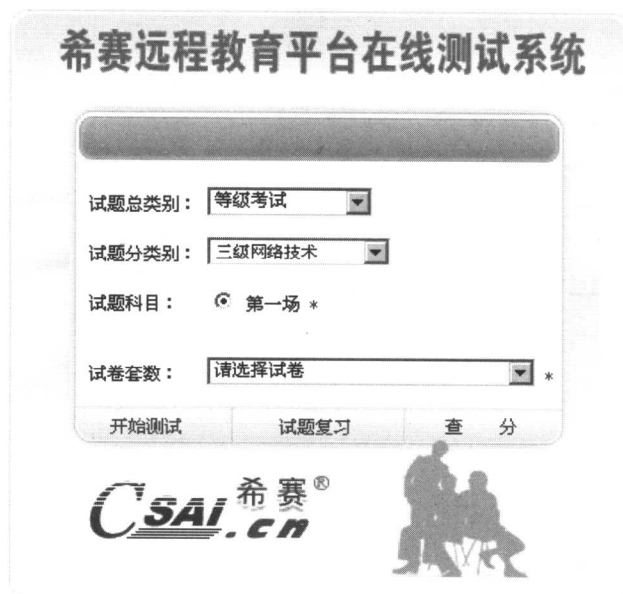 希赛远程教育平台在线测试系统
试题总类别： 等级考试
试题分类别： 三级网络技术
试题科目： 第一场 *
试卷套数： 请选择试卷 *
开始测试 试题复习 查 分
CSAI 希赛®
.cn